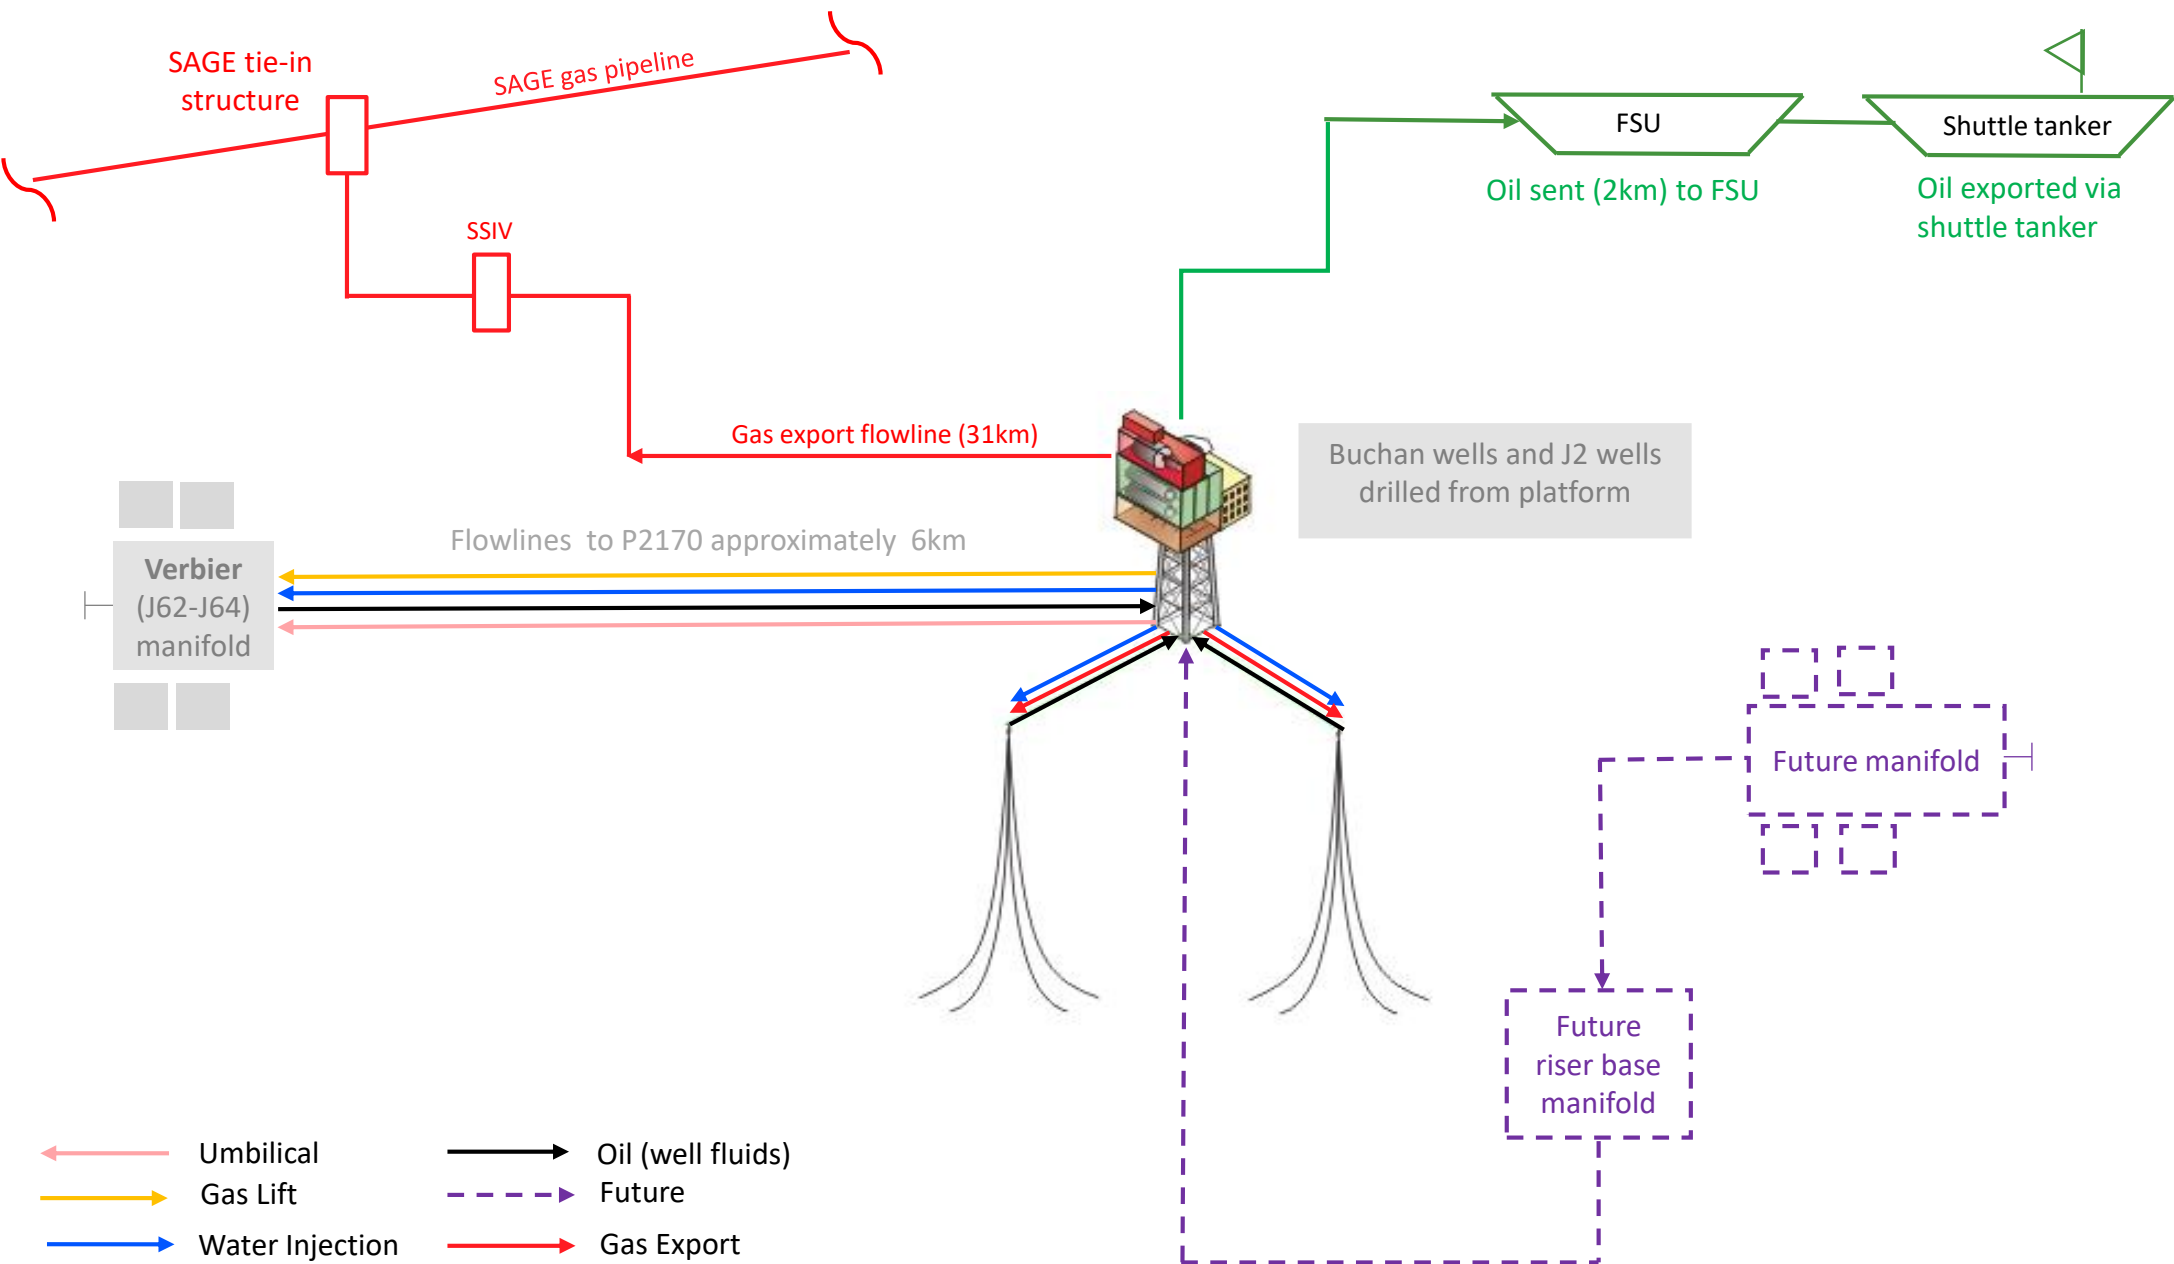 SAGE tie-in
structure
SAGE gas pipeline
SSIV
FSU
Shuttle tanker
Oil sent (2km) to FSU
Oil exported via
shuttle tanker
Gas export flowline (31km)
Buchan wells and J2 wells
drilled from platform
Flowlines to P2170 approximately 6km
Verbier
(J62-J64)
manifold
Future manifold
Future
riser base
manifold
Umbilical
Gas Lift
Water Injection
Oil (well fluids)
Future
Gas Export